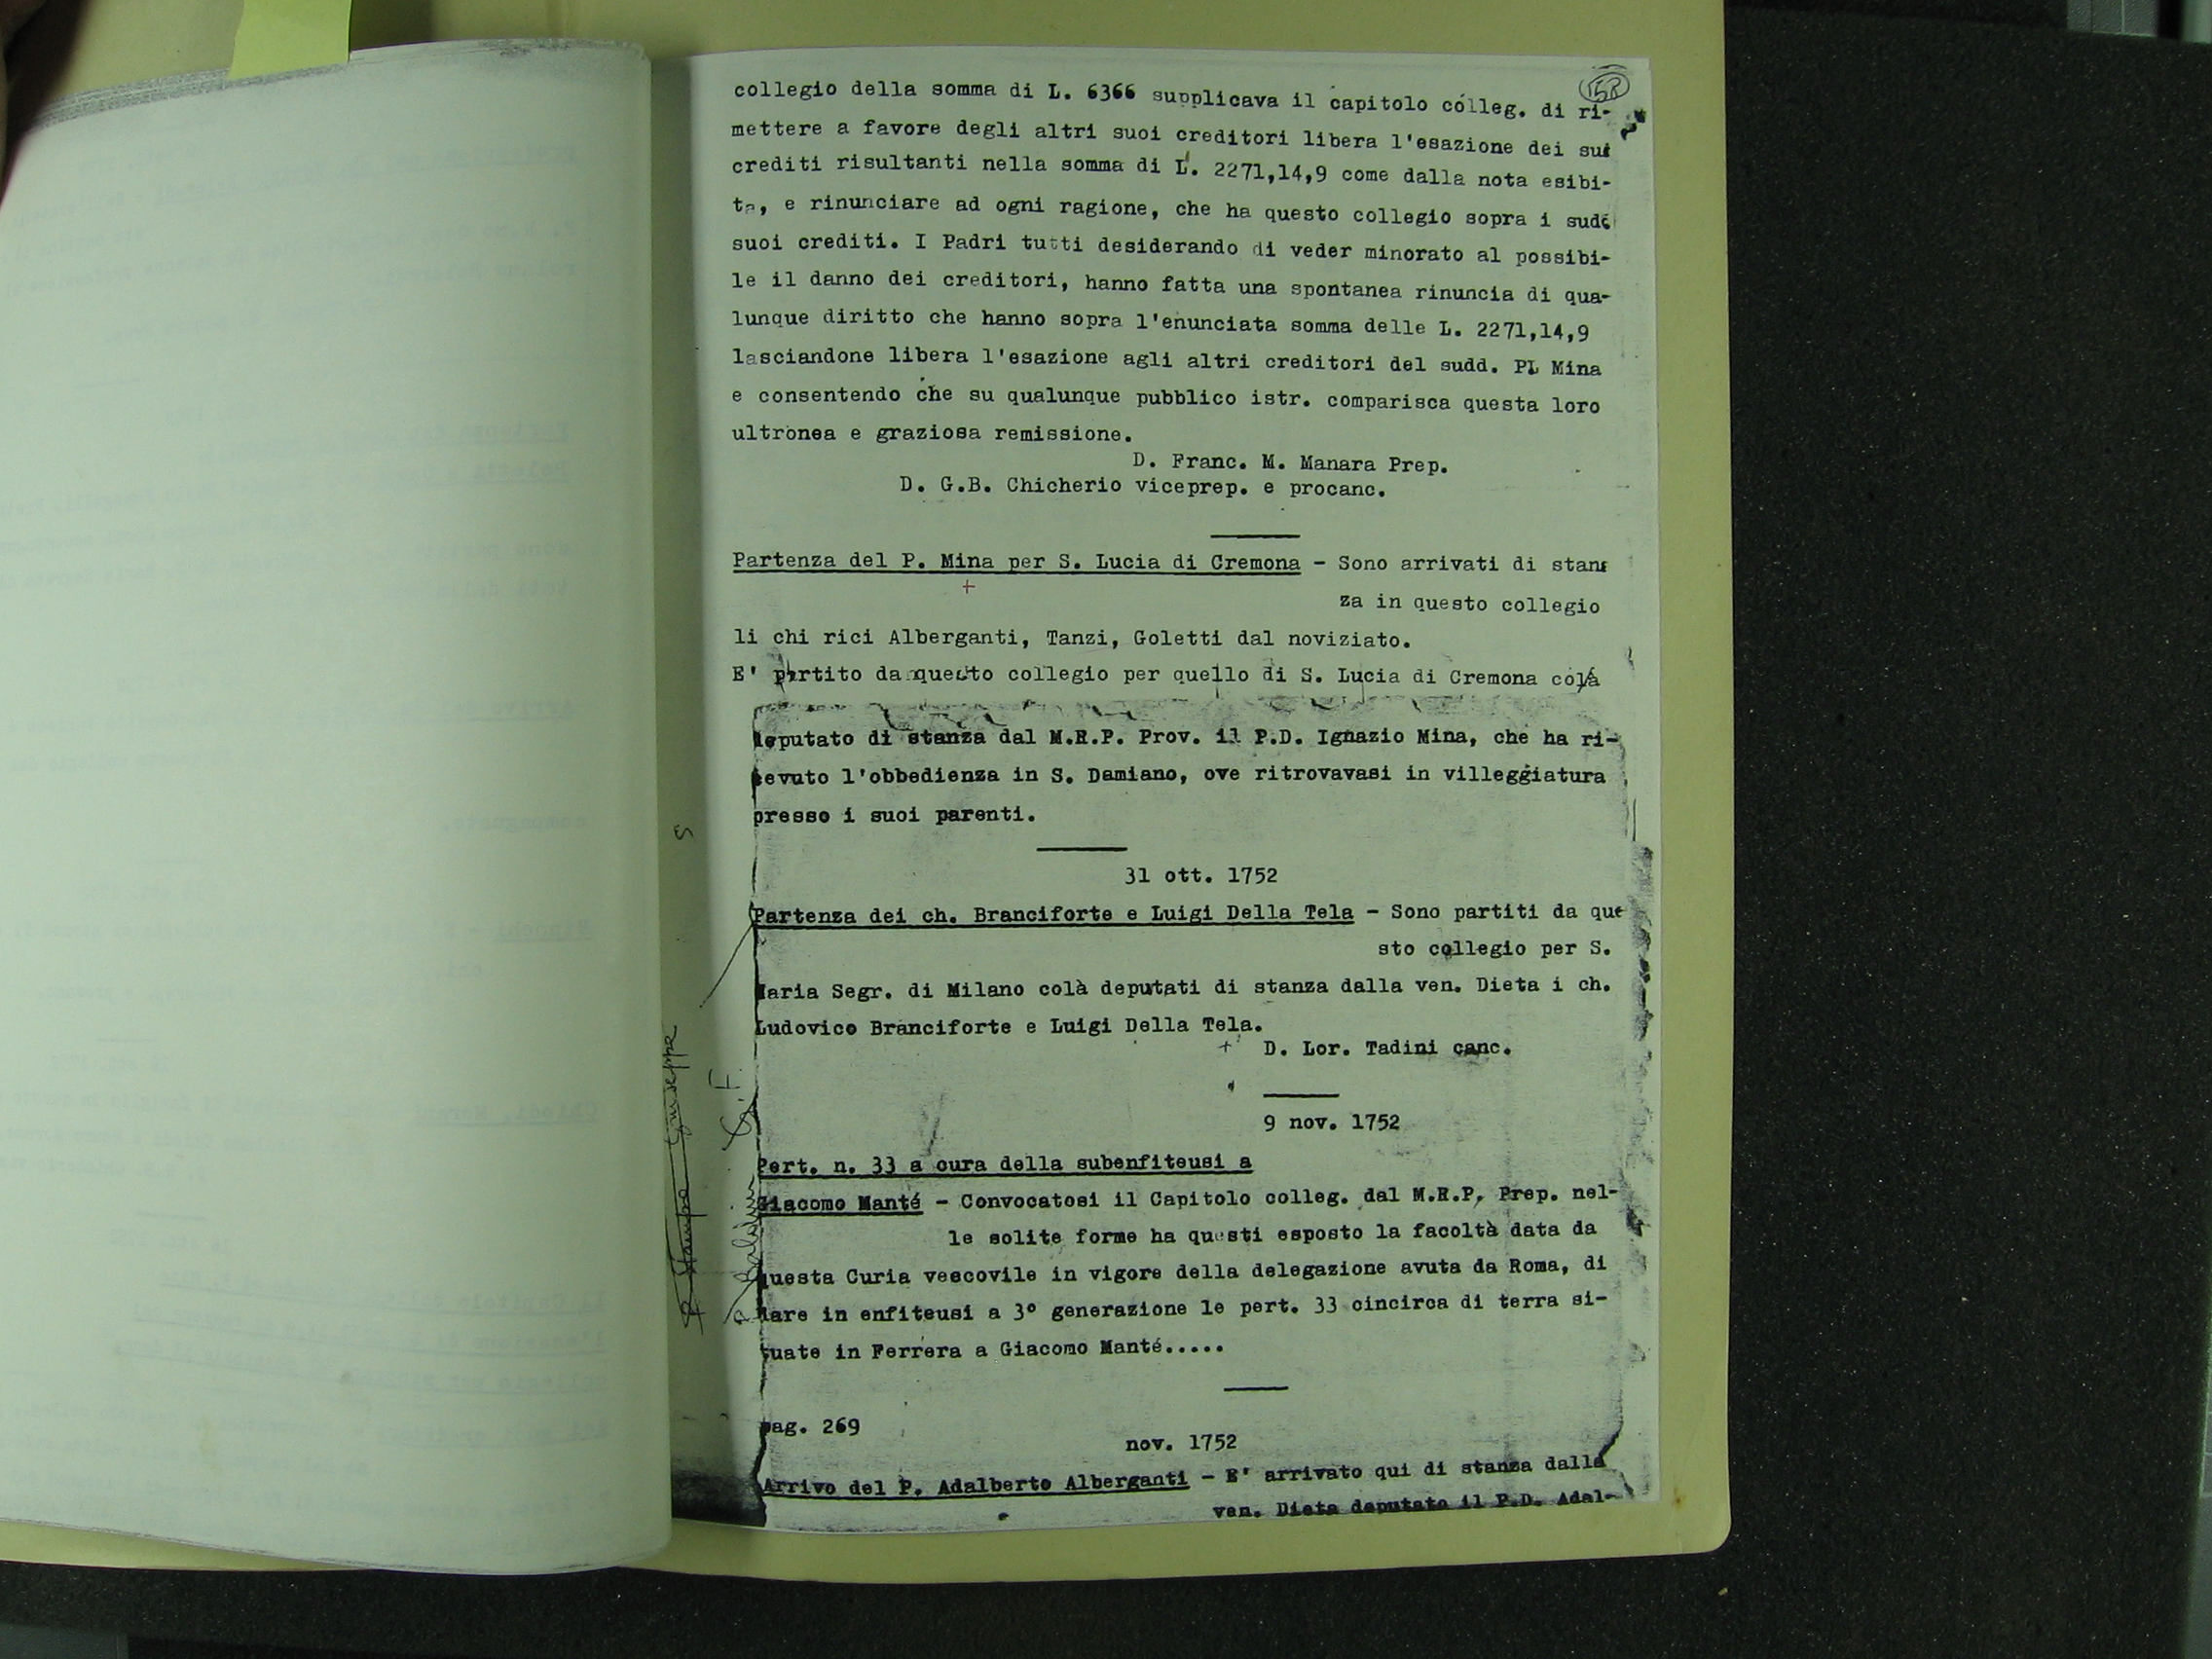 158
collegio della somma di L. 6366 supplicava il capitolo colleg. di ri-
mettere a favore degli altri suoi creditori libera l'esazione dei sui
crediti risultanti nella somma di L. 2271,14,9 come dalla nota esibi-
ta, e rinunciare ad ogni ragione, che ha questo collegio sopra i sudd
suoi crediti. I Padri tutti desiderando di veder minorato al possibi-
le il danno dei creditori, hanno fatta una spontanea rinuncia di qua-
lunque diritto che hanno sopra l'enunciata somma delle L. 2271,14,9
lasciandone libera l'esazione agli altri creditori del sudd. PL Mina
e consentendo che su qualunque pubblico istr. comparisca questa loro
ultronea e graziosa remissione.
D. Franc. M. Manara Prep.
D. G.B. Chicherio viceprep. e procanc.
Partenza del P. Mina per S. Lucia di Cremona - Sono arrivati di stan
za in questo collegio
li chi rici Alberganti, Tanzi, Goletti dal noviziato.
E' partito da questo collegio per quello di S. Lucia di Cremona colà
deputato di stanza dal M.R.P. Prov. il P.D. Ignazio Mina, che ha ri-
cevuto l'obbedienza in S. Damiano, ove ritrovavasi in villeggiatura
presso i suoi parenti.
31 ott. 1752
Partenza dei ch. Branciforte e Luigi Della Tela - Sono partiti da que
sto collegio per S.
Maria Segr. di Milano colà deputati di stanza dalla ven. Dieta i ch.
Ludovico Branciforte e Luigi Della Tela.
D. Lor. Tadini canc.
9 nov. 1752
Pert. n. 33 a cura della subenfiteusi a
Giacomo Manté - Convocatosi il Capitolo colleg. dal M.R.P. Prep. nel-
le solite forme ha questi esposto la facoltà data da
questa Curia vescovile in vigore della delegazione avuta da Roma, di
dare in enfiteusi a 3° generazione le pert. 33 cincirca di terra si-
tuate in Ferrera a Giacomo Manté.....
pag. 269
nov. 1752
Arrivo del P. Adalberto Alberganti - E' arrivato qui di stanza dalla
ven. Dieta deputato il P.D. Adal-
P. Stampa Giuseppe
G. F.